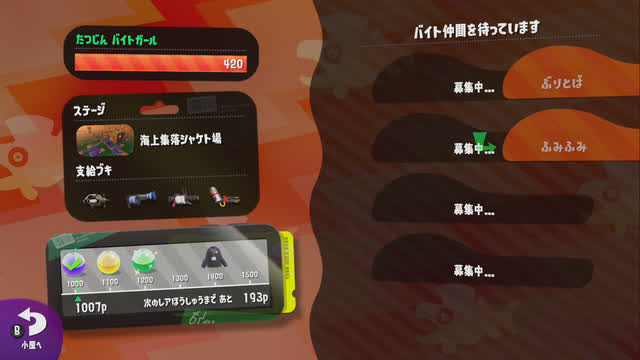 たつじん バイトガール
420
ステージ
海上集落シャケト場
支給ブキ
1000 1100 1200 1300 1400 1500
1007p 次のレアほうしゅうまで あと 193p
B
小屋へ
バイト仲間を待っています
募集中... ぶりとば
募集中... ふみふみ
募集中...
募集中...